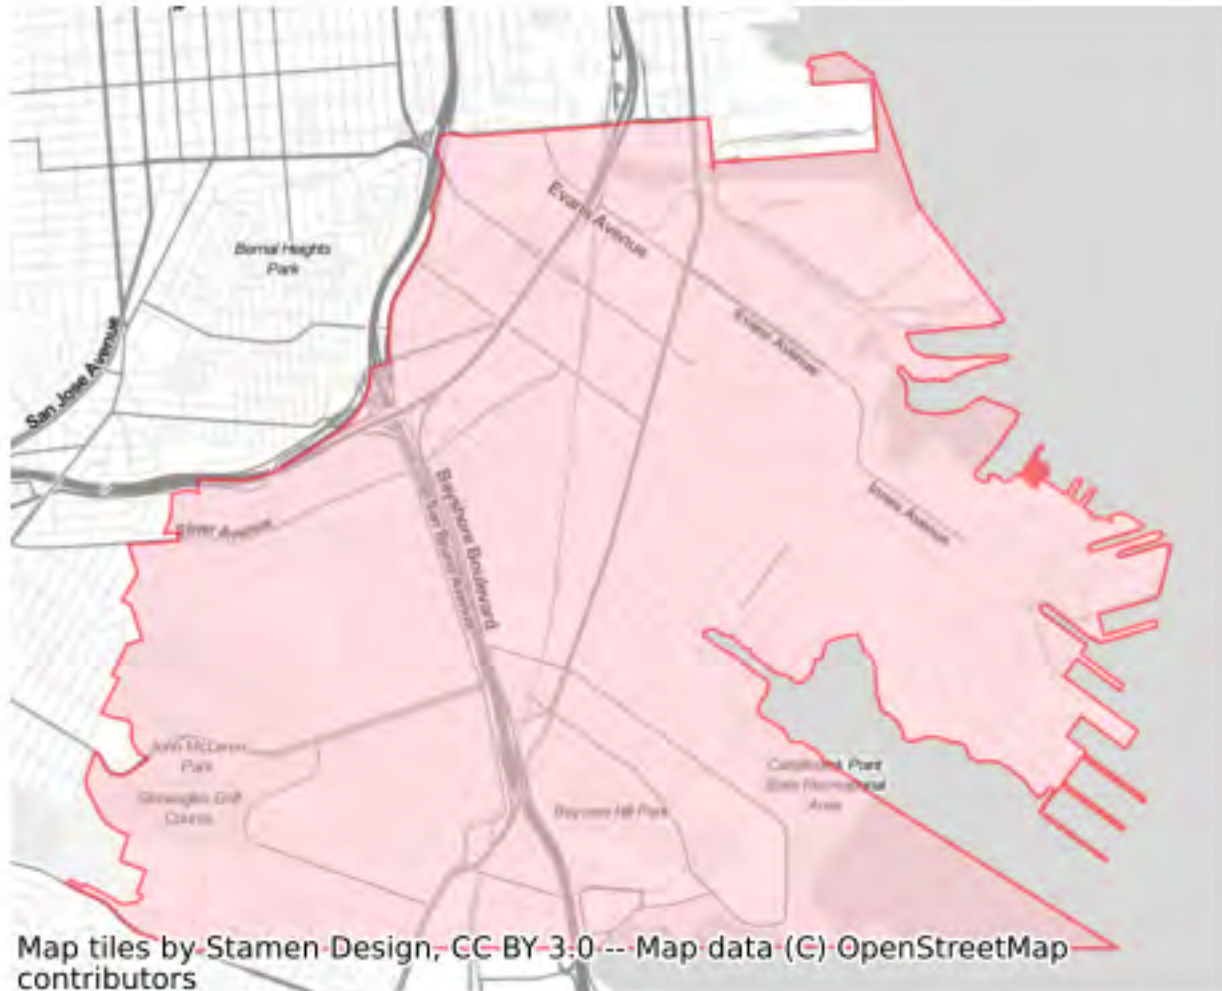 Evans Avenue
Bernal Heights
Park
Evans Avenue
San Jose Avenue
Bayshore Boulevard
San Bruno Avenue
Innes Avenue
Silver Avenue
John McLaren
Park
Gleneagles Golf
Course
Candlestick Point
State Recreational
Area
Bayview Hill Park
Map tiles by Stamen Design, CC BY 3.0 -- Map data (C) OpenStreetMap
contributors